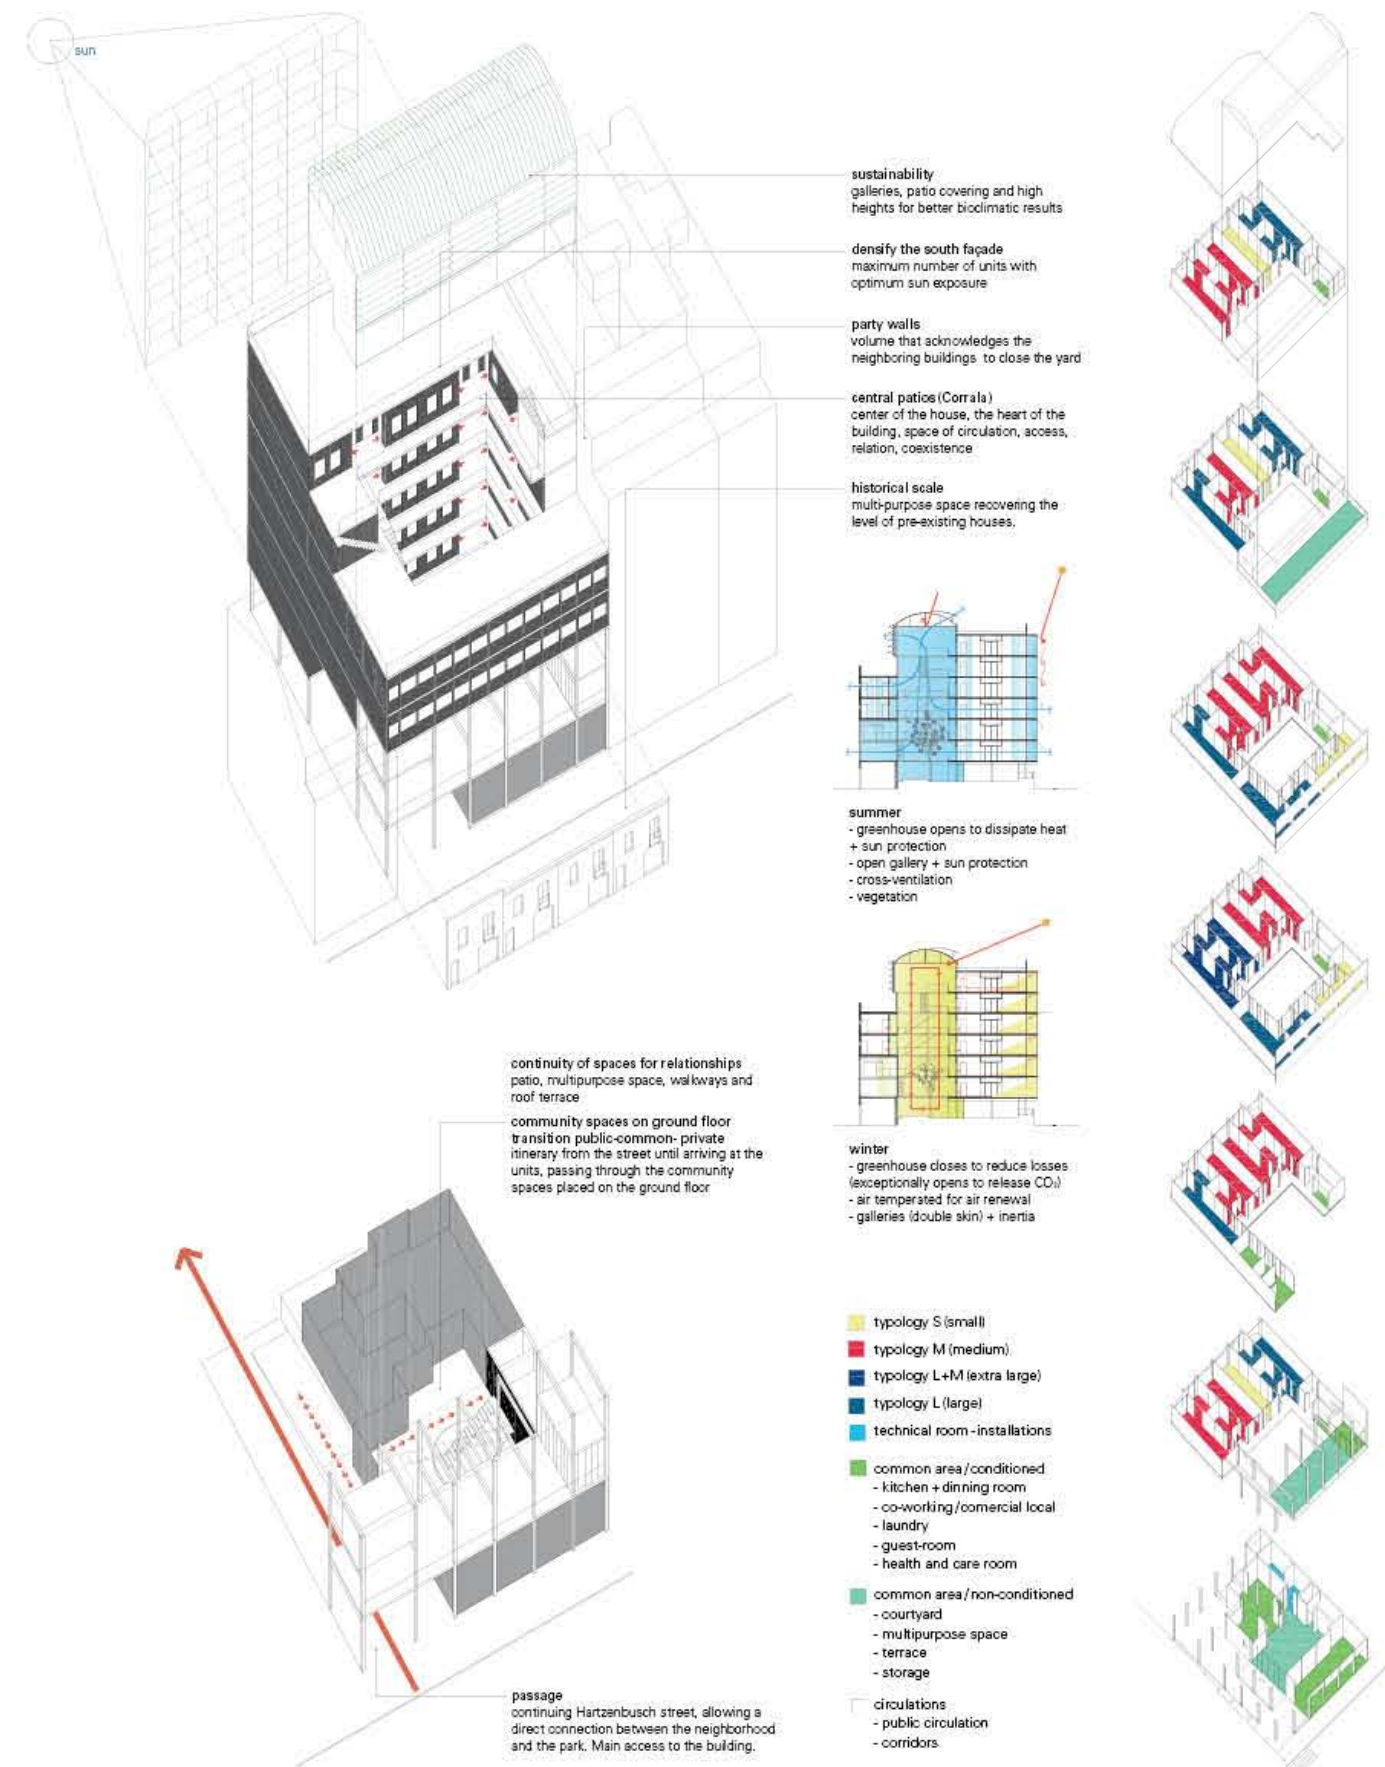 sun
sustainability
galleries, patio covering and high
heights for better bioclimatic results
densify the south façade
maximum number of units with
optimum sun exposure
party walls
volume that acknowledges the
neighboring buildings to close the yard
central patios (Corrala)
center of the house, the heart of the
building, space of circulation, access,
relation, coexistence
historical scale
multi-purpose space recovering the
level of pre-existing houses.
summer
- greenhouse opens to dissipate heat
+ sun protection
- open gallery + sun protection
- cross-ventilation
- vegetation
winter
- greenhouse closes to reduce losses
(exceptionally opens to release CO₂)
- air temperated for air renewal
- galleries (double skin) + inertia
continuity of spaces for relationships
patio, multipurpose space, walkways and
roof terrace
community spaces on ground floor
transition public-common- private
itinerary from the street until arriving at the
units, passing through the community
spaces placed on the ground floor
passage
continuing Hartzenbusch street, allowing a
direct connection between the neighborhood
and the park. Main access to the building.
typology S (small)
typology M (medium)
typology L+M (extra large)
typology L (large)
technical room - installations
common area/conditioned
- kitchen + dinning room
- co-working/comercial local
- laundry
- guest-room
- health and care room
common area/non-conditioned
- courtyard
- multipurpose space
- terrace
- storage
circulations
- public circulation
- corridors